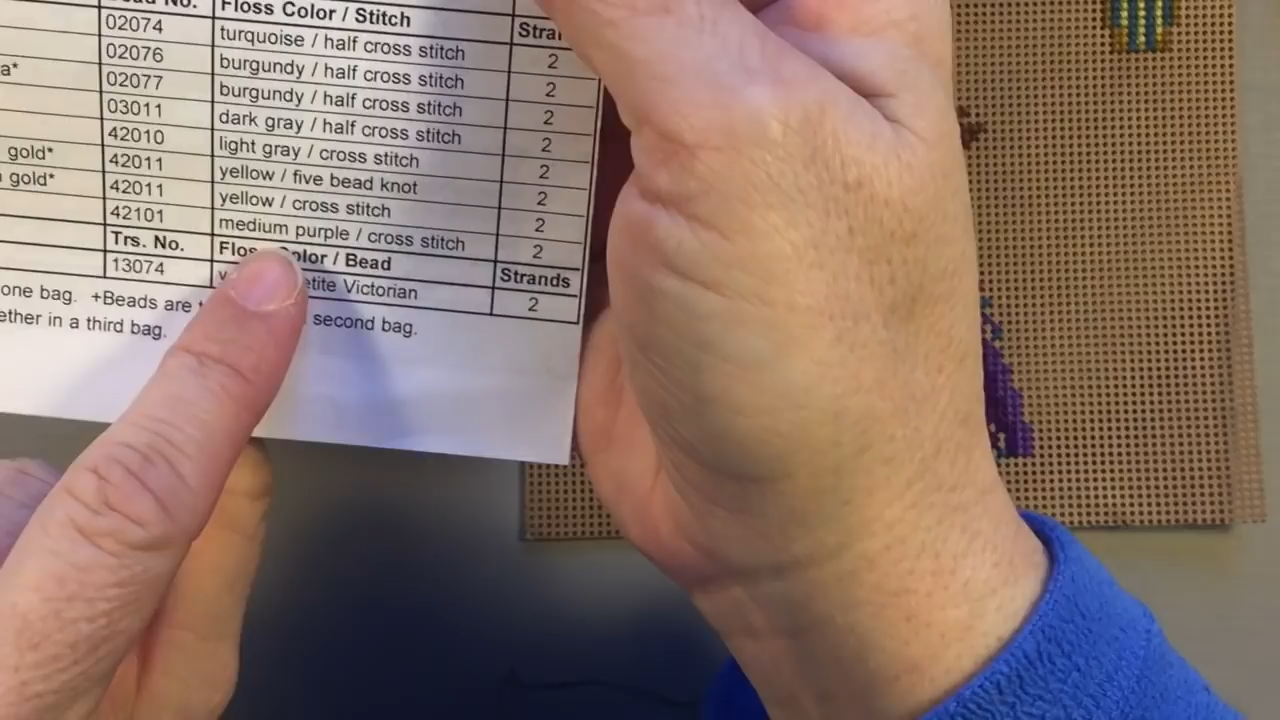 No. Floss Color / Stitch
02074 turquoise / half cross stitch 2
02076 burgundy / half cross stitch 2
a* 02077 burgundy / half cross stitch 2
03011 dark gray / half cross stitch 2
42010 light gray / cross stitch 2
gold* 42011 yellow / five bead knot 2
gold* 42011 yellow / cross stitch 2
42101 medium purple / cross stitch 2
Trs. No. Color / Bead Strands
13074 Victorian 2
one bag. +Beads are second bag.
ether in a third bag.